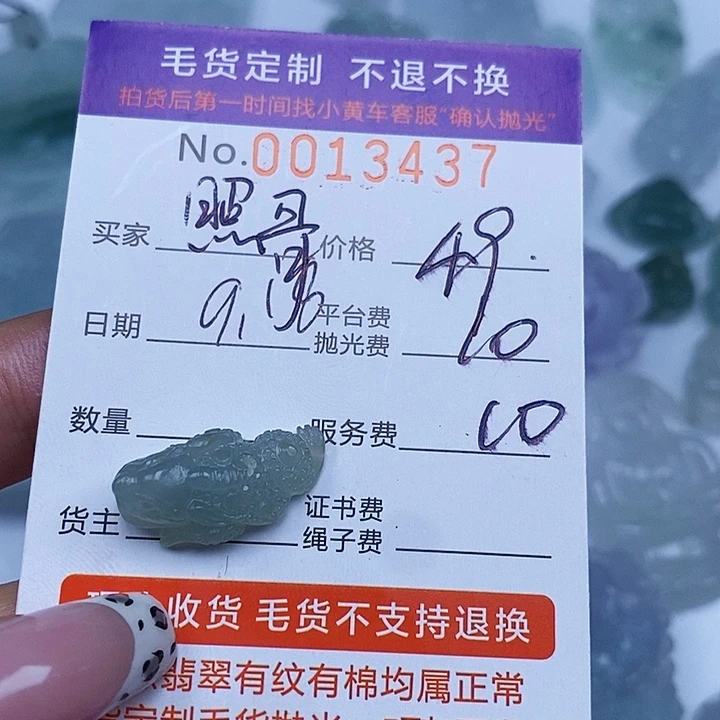 毛货定制 不退不换
拍货后第一时间找小黄车客服“确认抛光”
No.0013437
买家 照 价格 49
日期 9. 平台费
抛光费 10
数量 服务费 10
货主 证书费
绳子费
收货 毛货不支持退换
翡翠有纹有棉均属正常